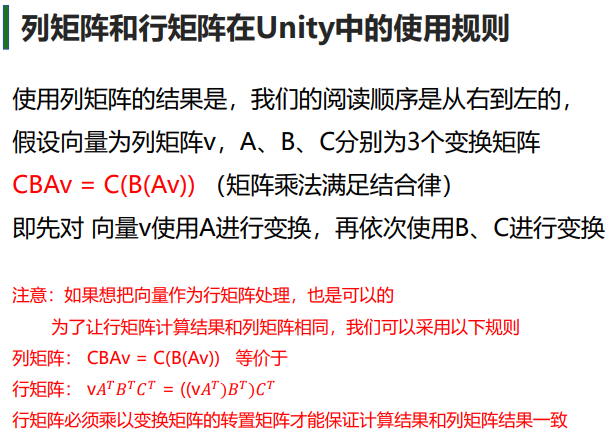 列矩阵和行矩阵在Unity中的使用规则
使用列矩阵的结果是，我们的阅读顺序是从右到左的，
假设向量为列矩阵v，A、B、C分别为3个变换矩阵
CBAv = C(B(Av)) （矩阵乘法满足结合律）
即先对 向量v使用A进行变换，再依次使用B、C进行变换
注意：如果想把向量作为行矩阵处理，也是可以的
为了让行矩阵计算结果和列矩阵相同，我们可以采用以下规则
列矩阵： CBAv = C(B(Av)) 等价于
行矩阵： vAᵀBᵀCᵀ = ((vAᵀ)Bᵀ)Cᵀ
行矩阵必须乘以变换矩阵的转置矩阵才能保证计算结果和列矩阵结果一致